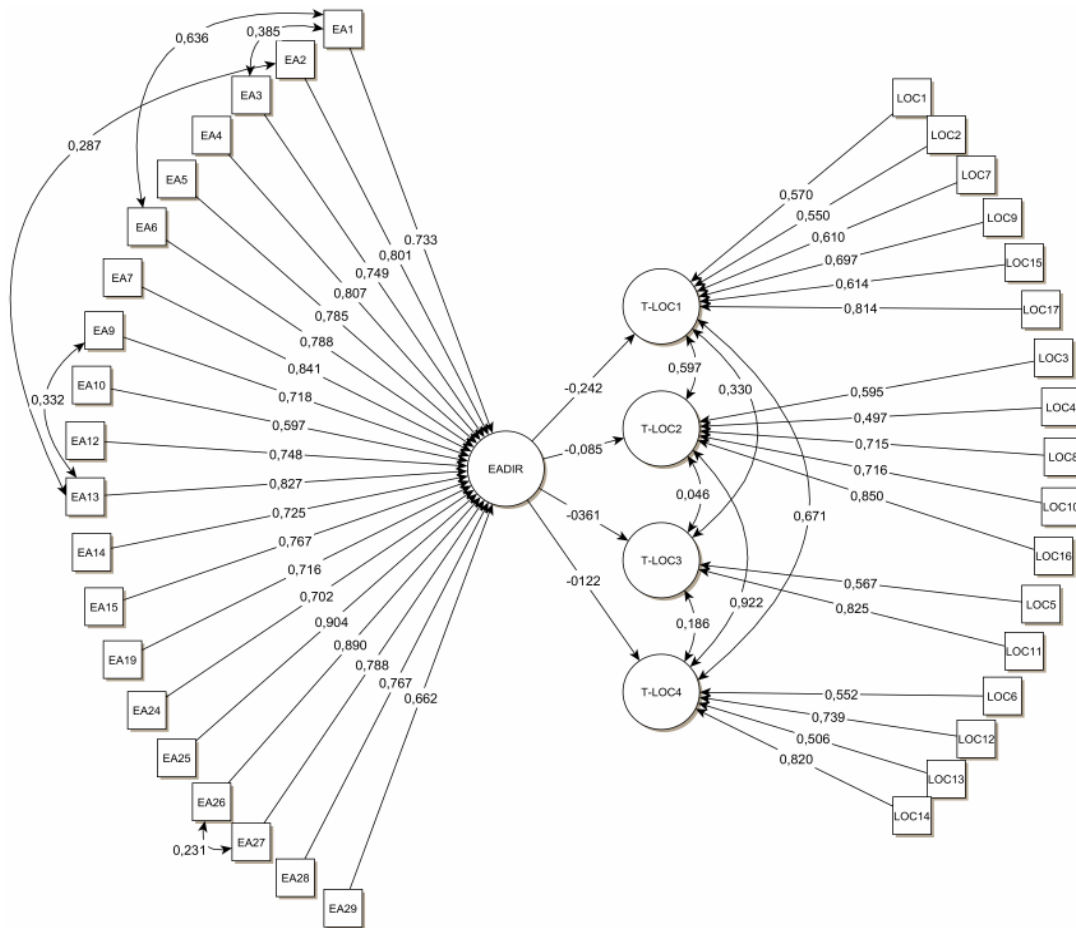 EA1
0,636
0,385
EA2
EA3
EA4
0,287
EA5
EA6
EA7
EA9
0,332
EA10
EA12
EA13
EA14
EA15
EA19
EA24
EA25
EA26
EA27
0,231
EA28
EA29
0,733
0,801
0,749
0,807
0,785
0,788
0,841
0,718
0,597
0,748
0,827
0,725
0,767
0,716
0,702
0,904
0,890
0,788
0,767
0,662
EADIR
-0,242
-0,085
-0361
-0122
T-LOC1
0,597
0,330
T-LOC2
0,046
0,671
T-LOC3
0,922
0,186
T-LOC4
0,570
0,550
0,610
0,697
0,614
0,814
0,595
0,497
0,715
0,716
0,850
0,567
0,825
0,552
0,739
0,506
0,820
LOC1
LOC2
LOC7
LOC9
LOC15
LOC17
LOC3
LOC4
LOC8
LOC10
LOC16
LOC5
LOC11
LOC6
LOC12
LOC13
LOC14